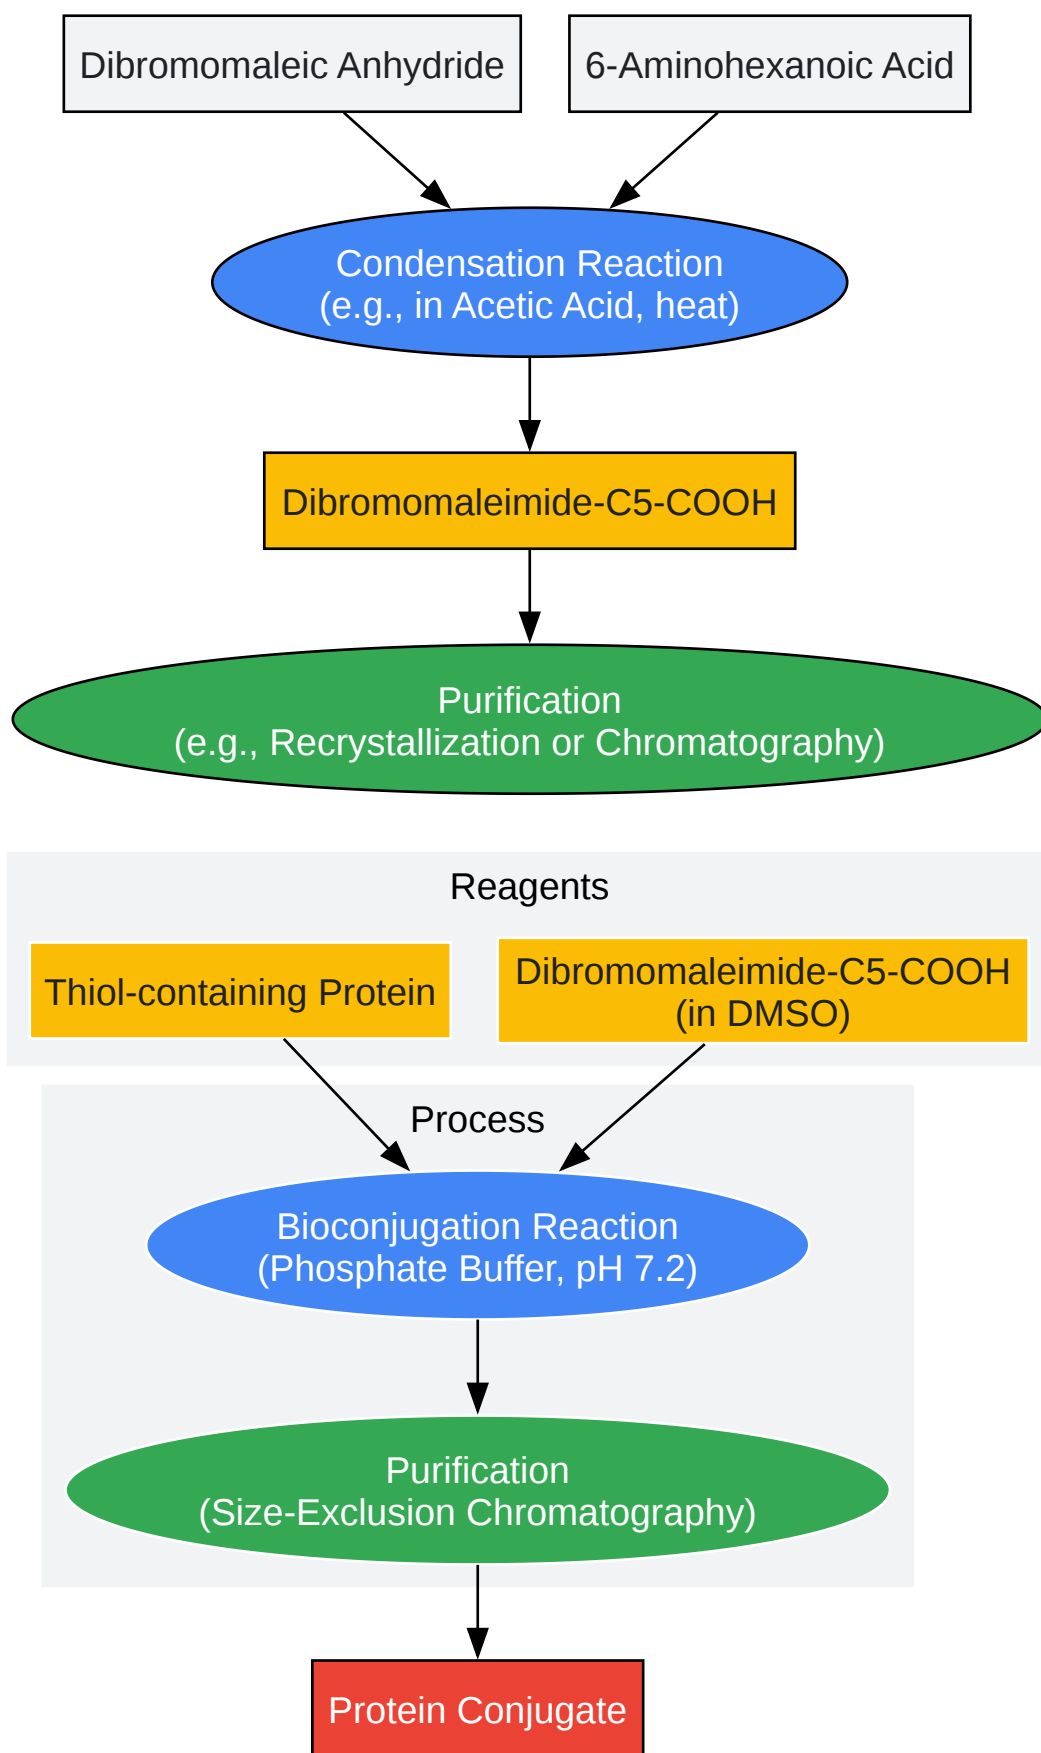 Dibromomaleic Anhydride
6-Aminohexanoic Acid
Condensation Reaction
(e.g., in Acetic Acid, heat)
Dibromomaleimide-C5-COOH
Purification
(e.g., Recrystallization or Chromatography)
Reagents
Thiol-containing Protein
Dibromomaleimide-C5-COOH
(in DMSO)
Process
Bioconjugation Reaction
(Phosphate Buffer, pH 7.2)
Purification
(Size-Exclusion Chromatography)
Protein Conjugate